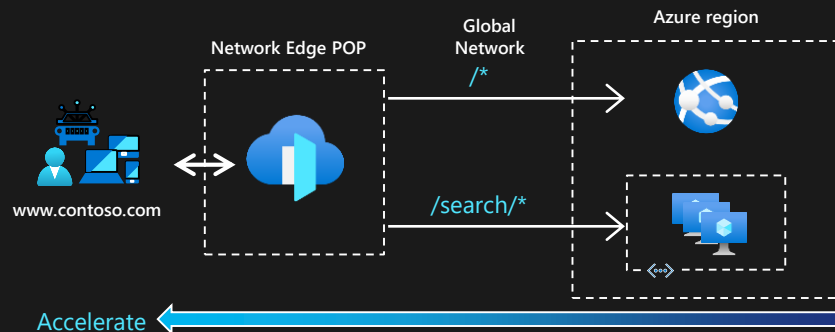 Azure region
Global
Network
Network Edge POP
/*
www.contoso.com
/search/*
Accelerate